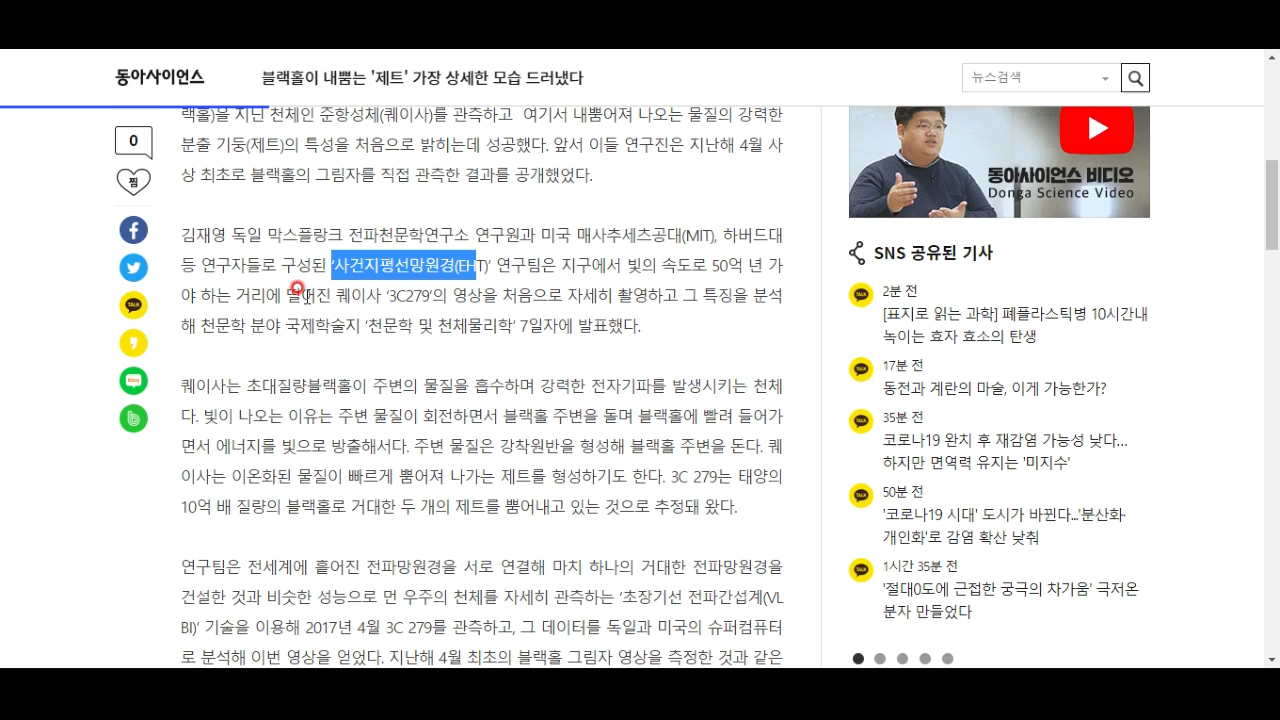 동아사이언스
블랙홀이 내뿜는 '제트' 가장 상세한 모습 드러냈다
뉴스검색
0
찜
랙홀)을 지닌 천체인 준항성체(퀘이사)를 관측하고 여기서 내뿜어져 나오는 물질의 강력한
분출 기둥(제트)의 특성을 처음으로 밝히는데 성공했다. 앞서 이들 연구진은 지난해 4월 사
상 최초로 블랙홀의 그림자를 직접 관측한 결과를 공개했었다.
김재영 독일 막스플랑크 전파천문학연구소 연구원과 미국 매사추세츠공대(MIT), 하버드대
등 연구자들로 구성된 '사건지평선망원경(EHT)' 연구팀은 지구에서 빛의 속도로 50억 년 가
야 하는 거리에 떨어진 퀘이사 '3C279'의 영상을 처음으로 자세히 촬영하고 그 특징을 분석
해 천문학 분야 국제학술지 '천문학 및 천체물리학' 7일자에 발표했다.
퀘이사는 초대질량블랙홀이 주변의 물질을 흡수하며 강력한 전자기파를 발생시키는 천체
다. 빛이 나오는 이유는 주변 물질이 회전하면서 블랙홀 주변을 돌며 블랙홀에 빨려 들어가
면서 에너지를 빛으로 방출해서다. 주변 물질은 강착원반을 형성해 블랙홀 주변을 돈다. 퀘
이사는 이온화된 물질이 빠르게 뿜어져 나가는 제트를 형성하기도 한다. 3C 279는 태양의
10억 배 질량의 블랙홀로 거대한 두 개의 제트를 뿜어내고 있는 것으로 추정돼 왔다.
연구팀은 전세계에 흩어진 전파망원경을 서로 연결해 마치 하나의 거대한 전파망원경을
건설한 것과 비슷한 성능으로 먼 우주의 천체를 자세히 관측하는 '초장기선 전파간섭계(VL
BI)' 기술을 이용해 2017년 4월 3C 279를 관측하고, 그 데이터를 독일과 미국의 슈퍼컴퓨터
로 분석해 이번 영상을 얻었다. 지난해 4월 최초의 블랙홀 그림자 영상을 측정한 것과 같은
TALK
blog
동아사이언스 비디오
Donga Science Video
SNS 공유된 기사
TALK
2분 전
[표지로 읽는 과학] 폐플라스틱병 10시간내
녹이는 효자 효소의 탄생
TALK
17분 전
동전과 계란의 마술, 이게 가능한가?
TALK
35분 전
코로나19 완치 후 재감염 가능성 낮다...
하지만 면역력 유지는 '미지수'
TALK
50분 전
'코로나19 시대' 도시가 바뀐다...'분산화·
개인화'로 감염 확산 낮춰
TALK
1시간 35분 전
'절대0도에 근접한 궁극의 차가움' 극저온
분자 만들었다